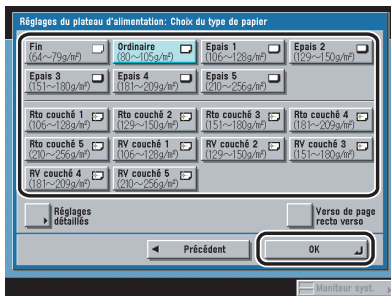 Réglages du plateau d'alimentation: Choix du type de papier
Fin
(64～79g/m²)
Ordinaire
(80～105g/m²)
Epais 1
(106～128g/m²)
Epais 2
(129～150g/m²)
Epais 3
(151～180g/m²)
Epais 4
(181～209g/m²)
Epais 5
(210～256g/m²)
Rto couché 1
(106～128g/m²)
Rto couché 2
(129～150g/m²)
Rto couché 3
(151～180g/m²)
Rto couché 4
(181～209g/m²)
Rto couché 5
(210～256g/m²)
RV couché 1
(106～128g/m²)
RV couché 2
(129～150g/m²)
RV couché 3
(151～180g/m²)
RV couché 4
(181～209g/m²)
RV couché 5
(210～256g/m²)
Réglages
détaillés
Verso de page
recto verso
Précédent
OK
Moniteur syst.